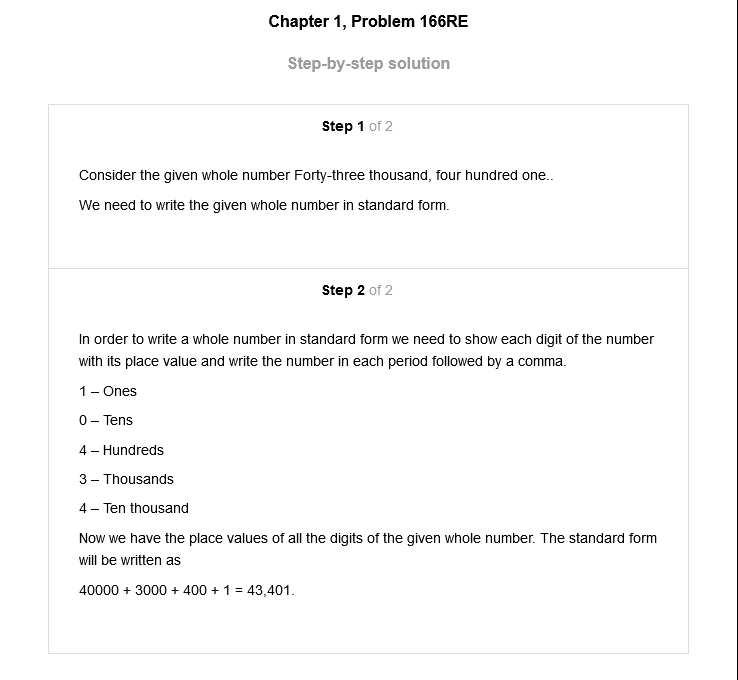 Chapter 1, Problem 166RE
Step-by-step solution
Step 1 of 2
Consider the given whole number Forty-three thousand, four hundred one..
We need to write the given whole number in standard form.
Step 2 of 2
In order to write a whole number in standard form we need to show each digit of the number
with its place value and write the number in each period followed by a comma.
1 – Ones
0 – Tens
4 – Hundreds
3 – Thousands
4 – Ten thousand
Now we have the place values of all the digits of the given whole number. The standard form
will be written as
40000 + 3000 + 400 + 1 = 43,401.